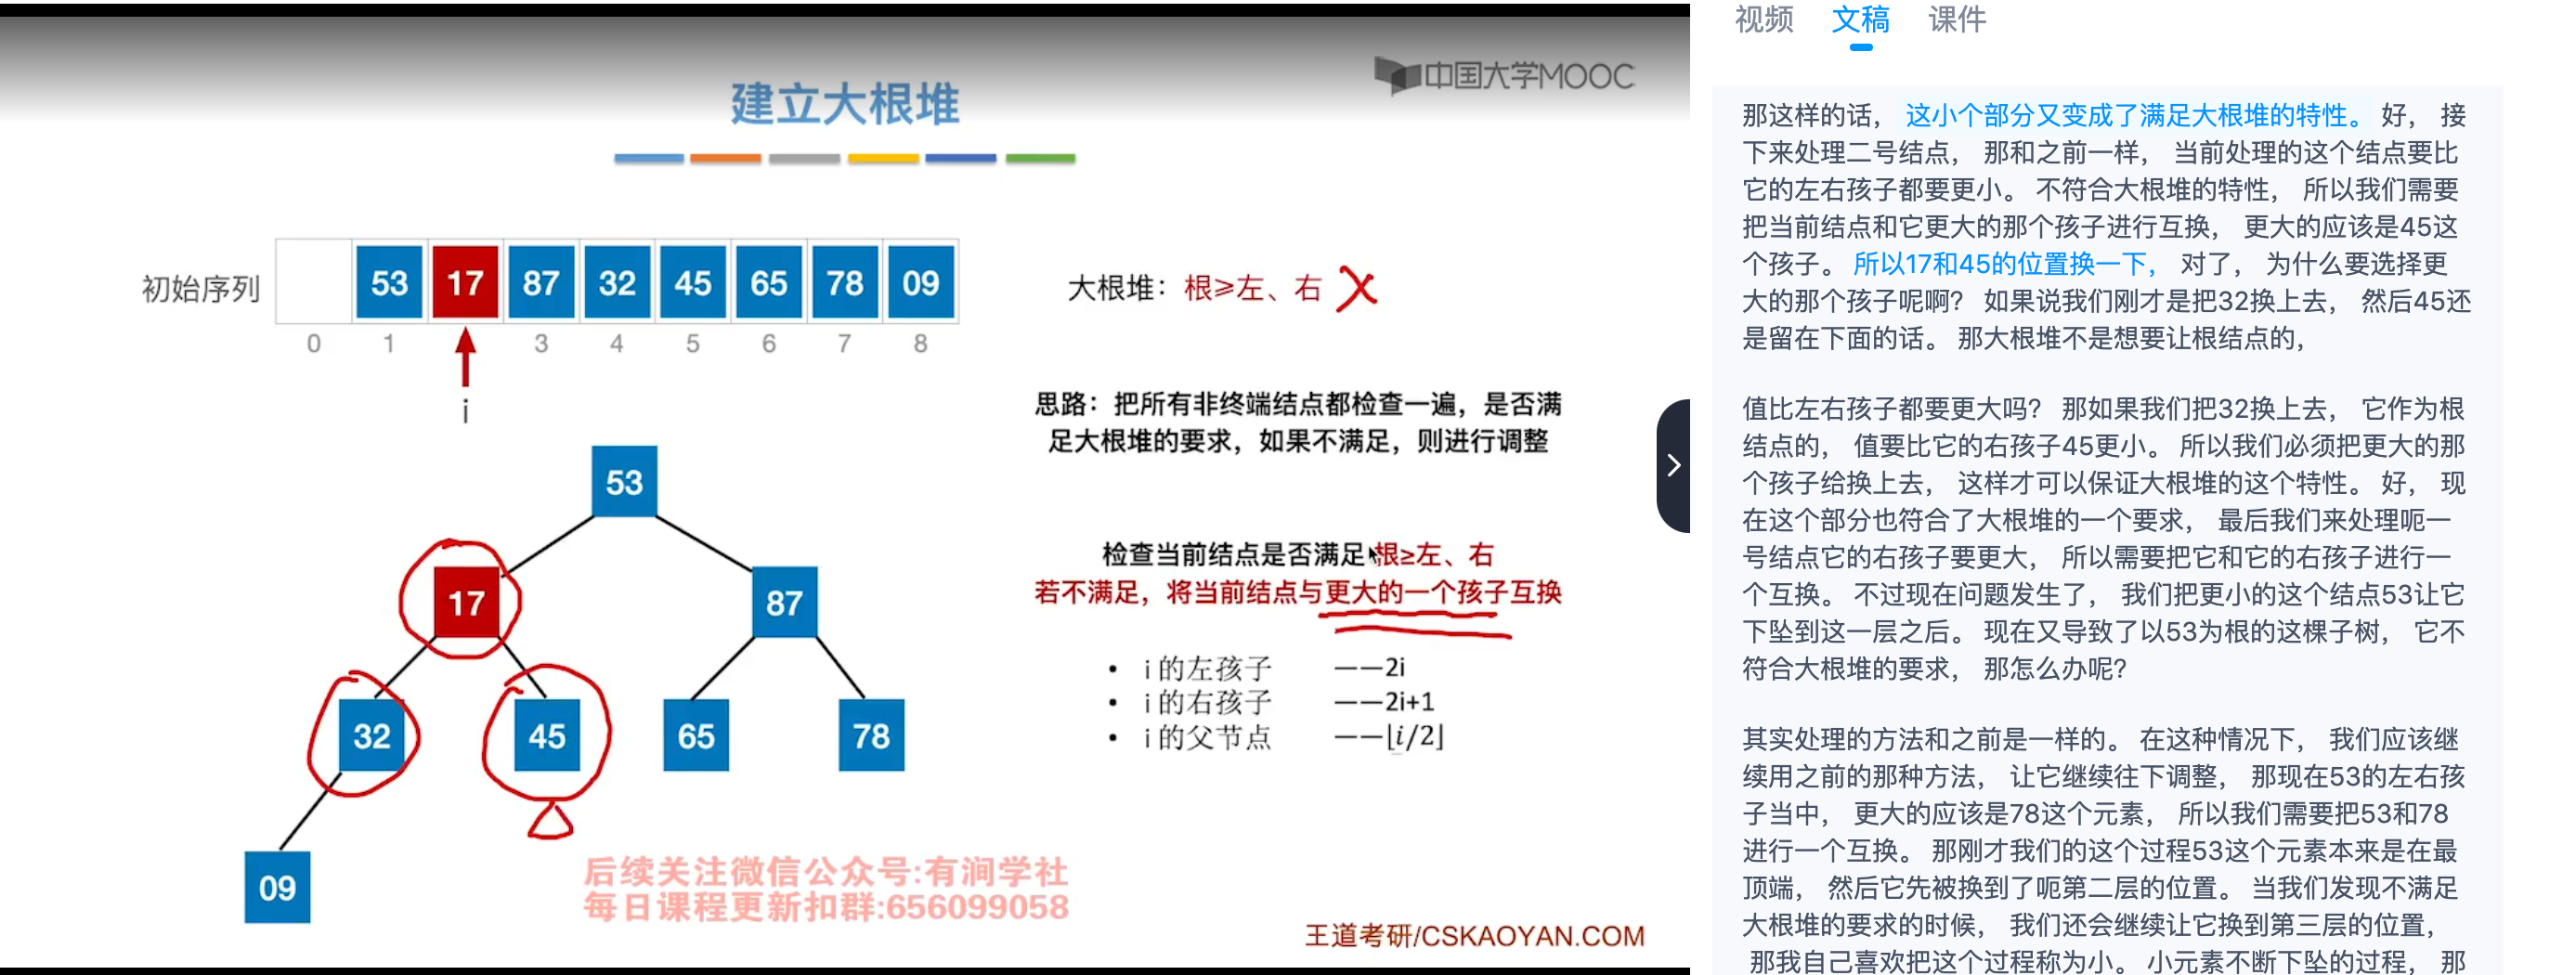 中国大学MOOC
建立大根堆
初始序列
53 17 87 32 45 65 78 09
0 1 3 4 5 6 7 8
i
大根堆：根≥左、右
思路：把所有非终端结点都检查一遍，是否满
足大根堆的要求，如果不满足，则进行调整
53
17 87
32 45 65 78
09
检查当前结点是否满足 根≥左、右
若不满足，将当前结点与更大的一个孩子互换
• i 的左孩子 ——2i
• i 的右孩子 ——2i+1
• i 的父节点 ——⌊i/2⌋
后续关注微信公众号:有涧学社
每日课程更新扣群:656099058
王道考研/CSKAOYAN.COM
视频 文稿 课件
那这样的话， 这小个部分又变成了满足大根堆的特性。 好， 接
下来处理二号结点， 那和之前一样， 当前处理的这个结点要比
它的左右孩子都要更小。 不符合大根堆的特性， 所以我们需要
把当前结点和它更大的那个孩子进行互换， 更大的应该是45这
个孩子。 所以17和45的位置换一下， 对了， 为什么要选择更
大的那个孩子呢啊？ 如果说我们刚才是把32换上去， 然后45还
是留在下面的话。 那大根堆不是想要让根结点的，
值比左右孩子都要更大吗？ 那如果我们把32换上去， 它作为根
结点的， 值要比它的右孩子45更小。 所以我们必须把更大的那
个孩子给换上去， 这样才可以保证大根堆的这个特性。 好， 现
在这个部分也符合了大根堆的一个要求， 最后我们来处理呃一
号结点它的右孩子要更大， 所以需要把它和它的右孩子进行一
个互换。 不过现在问题发生了， 我们把更小的这个结点53让它
下坠到这一层之后。 现在又导致了以53为根的这棵子树， 它不
符合大根堆的要求， 那怎么办呢？
其实处理的方法和之前是一样的。 在这种情况下， 我们应该继
续用之前的那种方法， 让它继续往下调整， 那现在53的左右孩
子当中， 更大的应该是78这个元素， 所以我们需要把53和78
进行一个互换。 那刚才我们的这个过程53这个元素本来是在最
顶端， 然后它先被换到了呃第二层的位置。 当我们发现不满足
大根堆的要求的时候， 我们还会继续让它换到第三层的位置，
那我自己喜欢把这个过程称为小。 小元素不断下坠的过程， 那